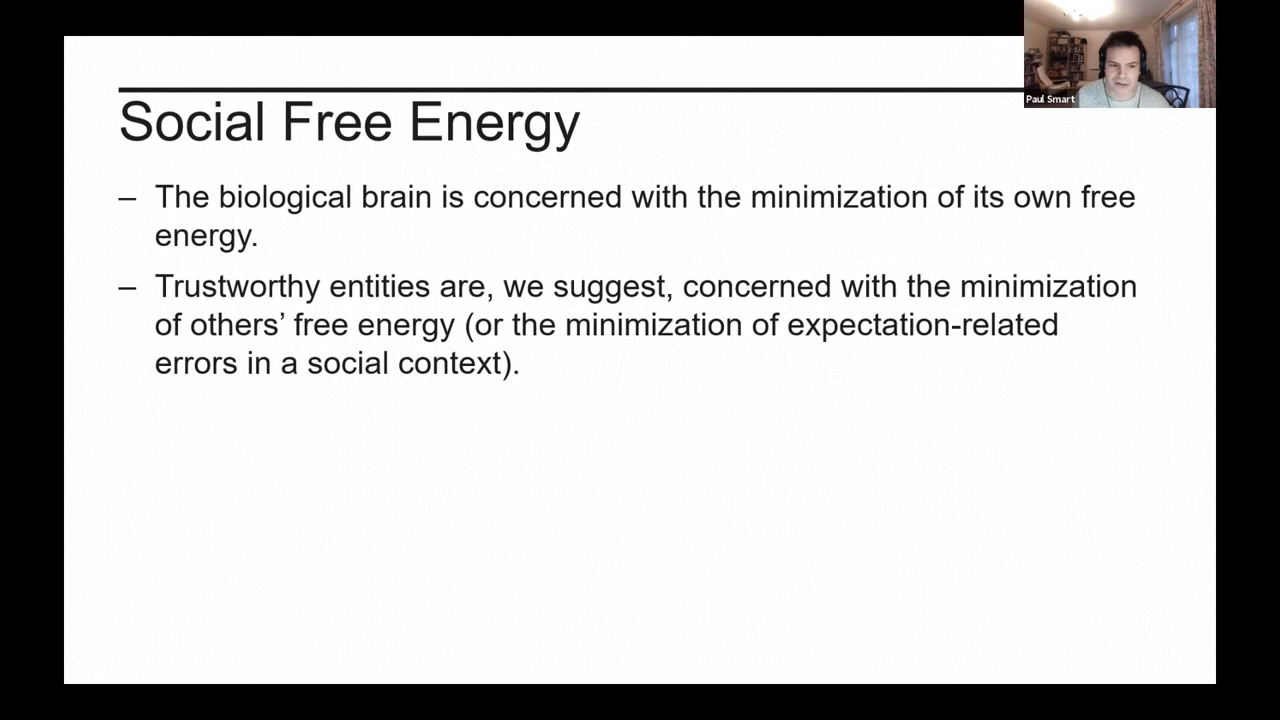 Paul Smart
Social Free Energy
– The biological brain is concerned with the minimization of its own free
energy.
– Trustworthy entities are, we suggest, concerned with the minimization
of others’ free energy (or the minimization of expectation-related
errors in a social context).